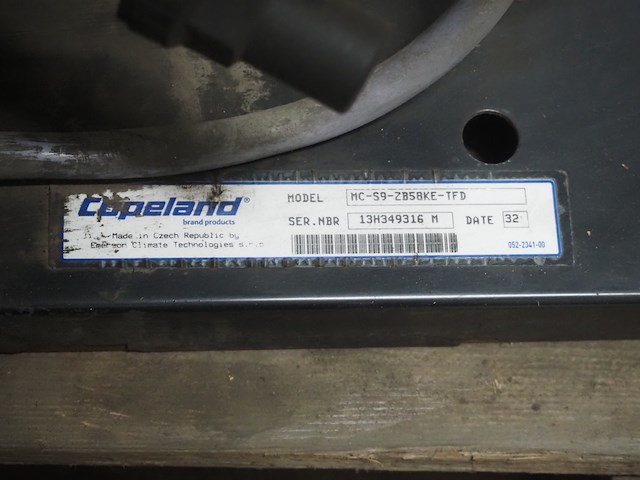 Copeland®
brand products
Made in Czech Republic by
Emerson Climate Technologies s.r.o
MODEL MC-S9-ZB58KE-TFD
SER.NBR 13H349316 M DATE 32
052-2341-00